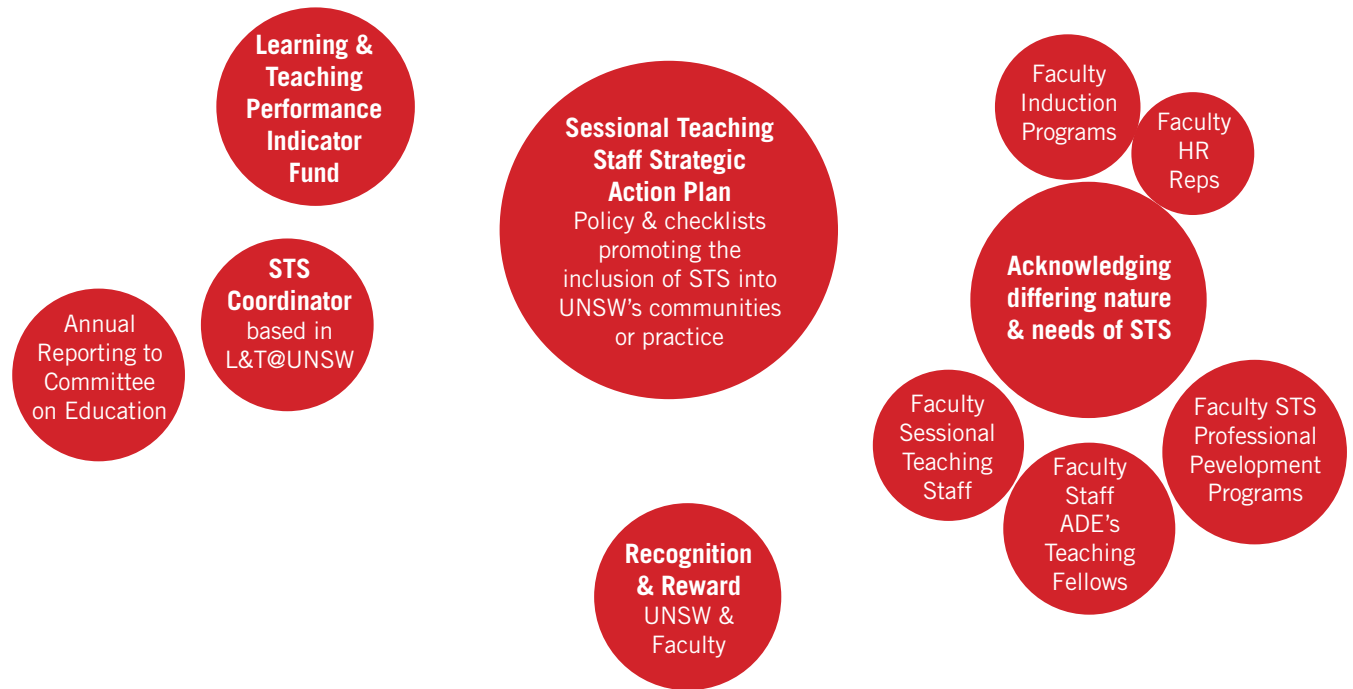 Learning &
Teaching
Performance
Indicator
Fund
STS
Coordinator
based in
L&T@UNSW
Annual
Reporting to
Committee
on Education
Sessional Teaching
Staff Strategic
Action Plan
Policy & checklists
promoting the
inclusion of STS into
UNSW's communities
or practice
Recognition
& Reward
UNSW &
Faculty
Faculty
Induction
Programs
Faculty
HR
Reps
Acknowledging
differing nature
& needs of STS
Faculty
Sessional
Teaching
Staff
Faculty
Staff
ADE's
Teaching
Fellows
Faculty STS
Professional
Pevelopment
Programs